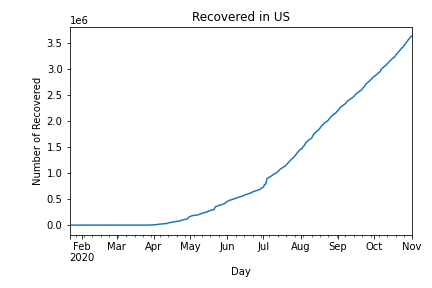 Recovered in US
1e6
Number of Recovered
3.5
3.0
2.5
2.0
1.5
1.0
0.5
0.0
Feb Mar Apr May Jun Jul Aug Sep Oct Nov
2020
Day